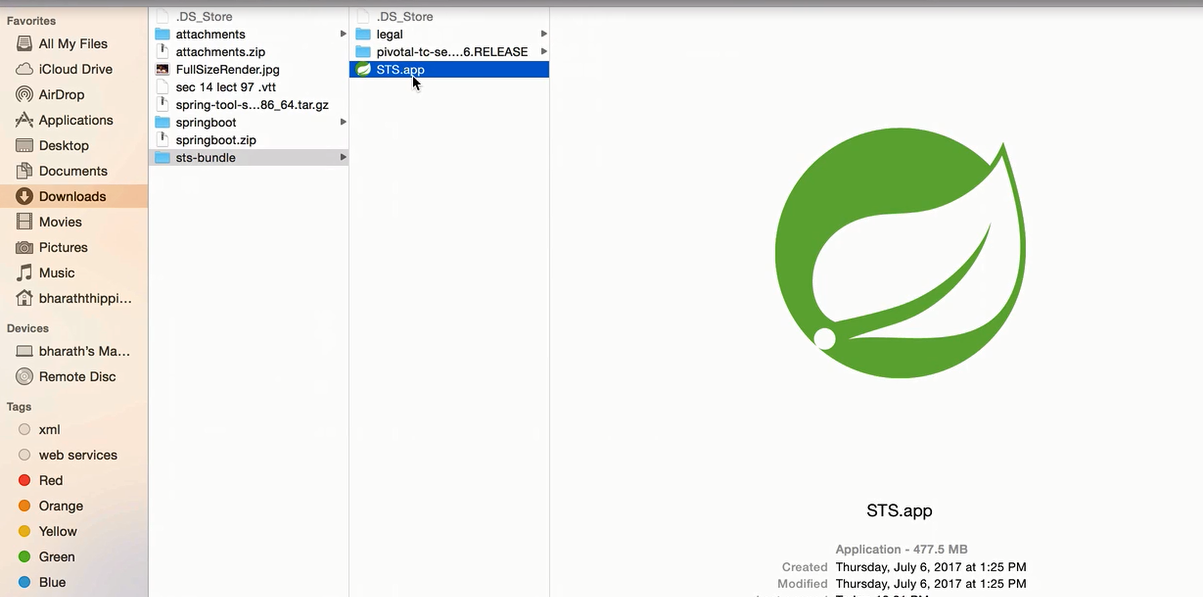 Favorites
All My Files
iCloud Drive
AirDrop
Applications
Desktop
Documents
Downloads
Movies
Pictures
Music
bharaththippi...
Devices
bharath's Ma...
Remote Disc
Tags
xml
web services
Red
Orange
Yellow
Green
Blue
.DS_Store
attachments
attachments.zip
FullSizeRender.jpg
sec 14 lect 97 .vtt
spring-tool-s...86_64.tar.gz
springboot
springboot.zip
sts-bundle
.DS_Store
legal
pivotal-tc-se....6.RELEASE
STS.app
STS.app
Application - 477.5 MB
Created Thursday, July 6, 2017 at 1:25 PM
Modified Thursday, July 6, 2017 at 1:25 PM